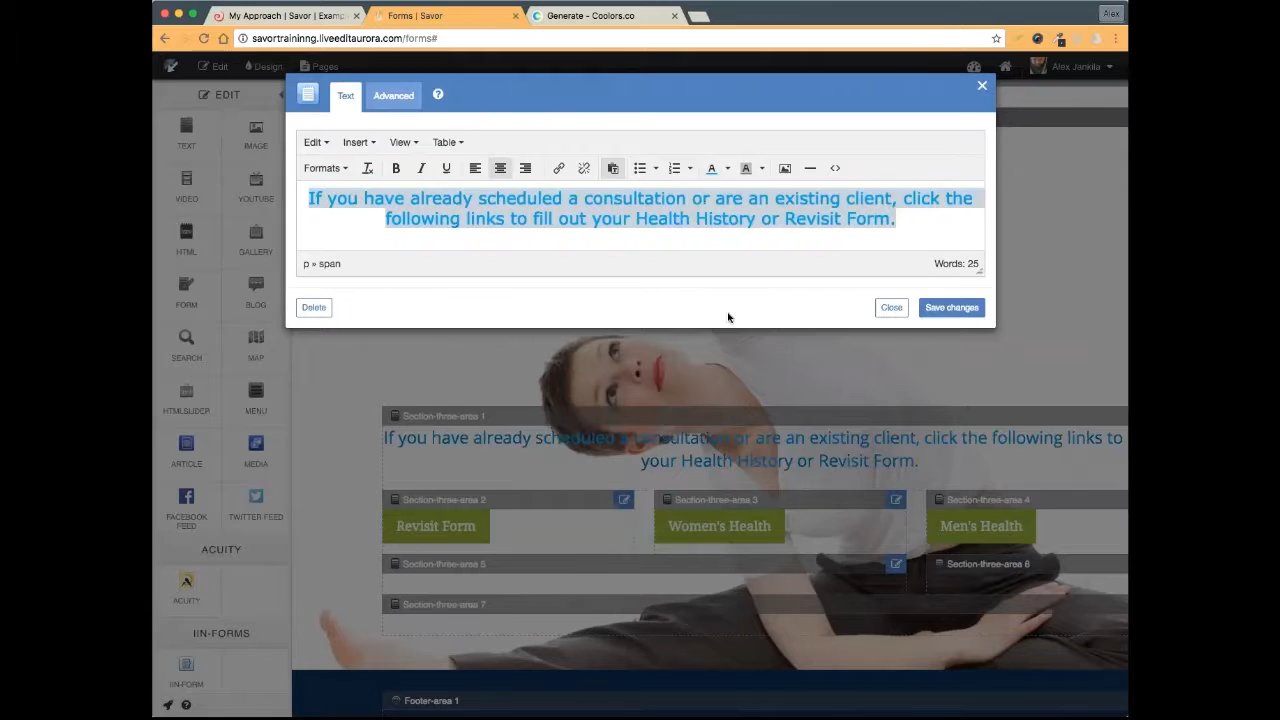 My Approach | Savor | Examp
Forms | Savor
Generate - Coolors.co
Alex
savortrainnng.liveeditaurora.com/forms#
Edit
Design
Pages
Alex Jankila
EDIT
Text
Advanced
TEXT
IMAGE
VIDEO
YOUTUBE
HTML
GALLERY
FORM
BLOG
SEARCH
MAP
HTMLSLIDER
MENU
ARTICLE
MEDIA
FACEBOOK FEED
TWITTER FEED
ACUITY
ACUITY
IIN-FORMS
IIN-FORM
Edit
Insert
View
Table
Formats
B I U
A
A
If you have already scheduled a consultation or are an existing client, click the
following links to fill out your Health History or Revisit Form.
p » span
Words: 25
Delete
Close
Save changes
Section-three-area 1
If you have already scheduled a consultation or are an existing client, click the following links to
your Health History or Revisit Form.
Section-three-area 2
Section-three-area 3
Section-three-area 4
Revisit Form
Women's Health
Men's Health
Section-three-area 5
Section-three-area 6
Section-three-area 7
Footer-area 1